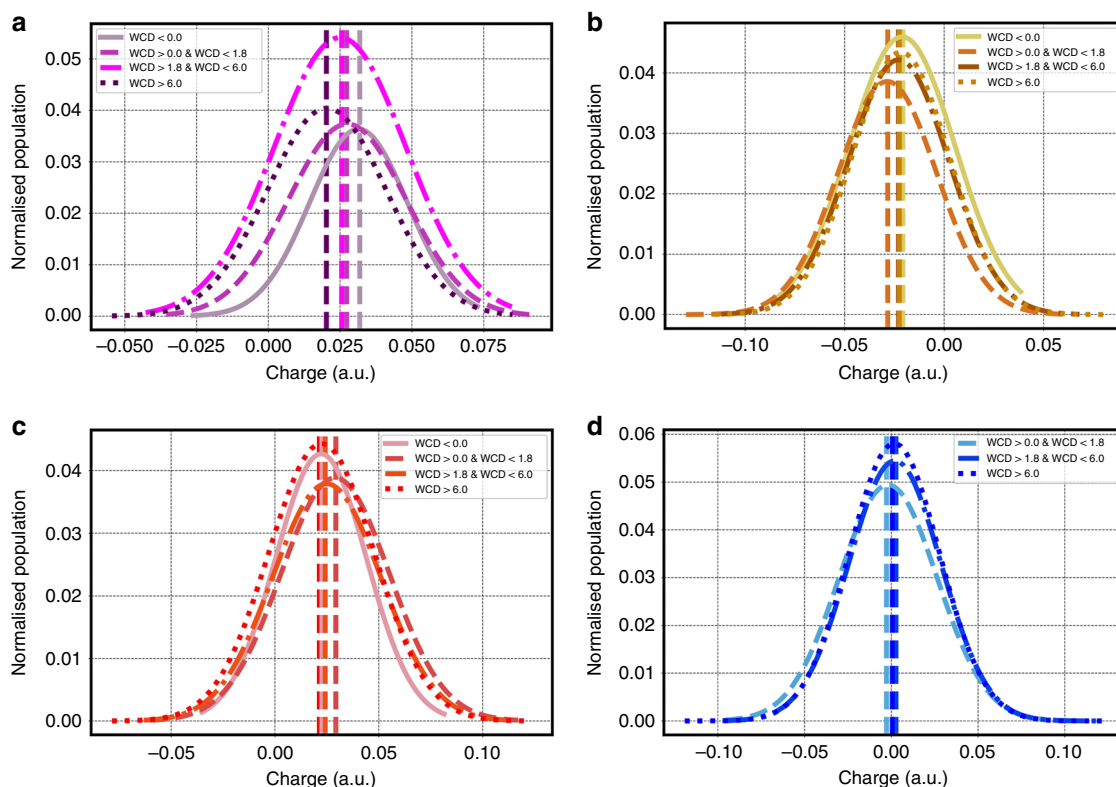 a
Normalised population
0.05
0.04
0.03
0.02
0.01
0.00
WCD < 0.0
WCD > 0.0 & WCD < 1.8
WCD > 1.8 & WCD < 6.0
WCD > 6.0
−0.050
−0.025
0.000
0.025
0.050
0.075
Charge (a.u.)
b
Normalised population
0.04
0.03
0.02
0.01
0.00
WCD < 0.0
WCD > 0.0 & WCD < 1.8
WCD > 1.8 & WCD < 6.0
WCD > 6.0
−0.10
−0.05
0.00
0.05
Charge (a.u.)
c
Normalised population
0.04
0.03
0.02
0.01
0.00
WCD < 0.0
WCD > 0.0 & WCD < 1.8
WCD > 1.8 & WCD < 6.0
WCD > 6.0
−0.05
0.00
0.05
0.10
Charge (a.u.)
d
Normalised population
0.06
0.05
0.04
0.03
0.02
0.01
0.00
WCD > 0.0 & WCD < 1.8
WCD > 1.8 & WCD < 6.0
WCD > 6.0
−0.10
−0.05
0.00
0.05
0.10
Charge (a.u.)